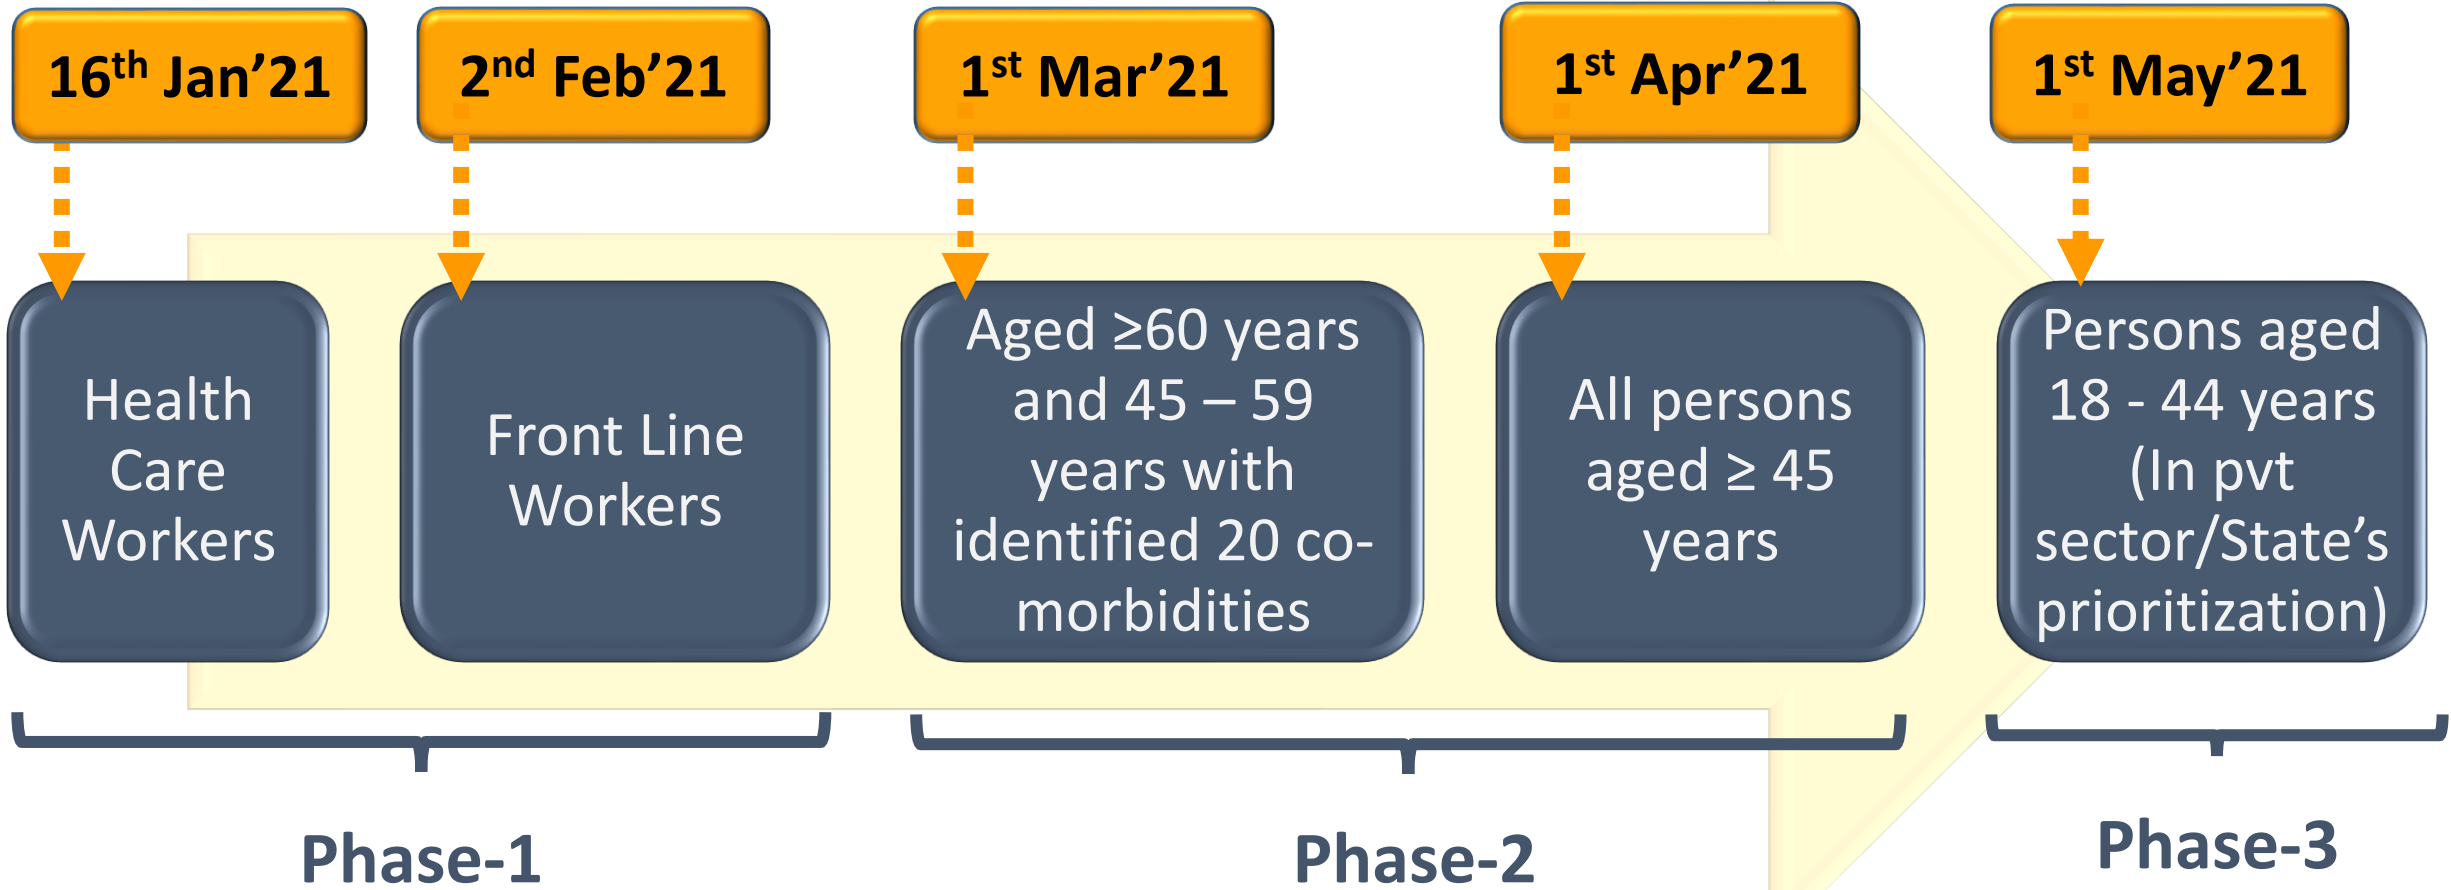 16th Jan’21
2nd Feb’21
1st Mar’21
1st Apr’21
1st May’21
Health
Care
Workers
Front Line
Workers
Aged ≥60 years
and 45 – 59
years with
identified 20 co-
morbidities
All persons
aged ≥ 45
years
Persons aged
18 - 44 years
(In pvt
sector/State’s
prioritization)
Phase-1
Phase-2
Phase-3